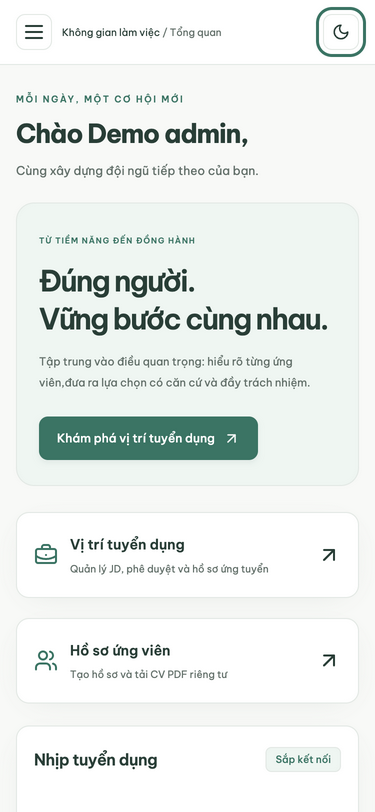 Không gian làm việc / Tổng quan
MỖI NGÀY, MỘT CƠ HỘI MỚI
Chào Demo admin,
Cùng xây dựng đội ngũ tiếp theo của bạn.
TỪ TIỀM NĂNG ĐẾN ĐỒNG HÀNH
Đúng người.
Vững bước cùng nhau.
Tập trung vào điều quan trọng: hiểu rõ từng ứng
viên,đưa ra lựa chọn có căn cứ và đầy trách nhiệm.
Khám phá vị trí tuyển dụng
Vị trí tuyển dụng
Quản lý JD, phê duyệt và hồ sơ ứng tuyển
Hồ sơ ứng viên
Tạo hồ sơ và tải CV PDF riêng tư
Nhịp tuyển dụng
Sắp kết nối